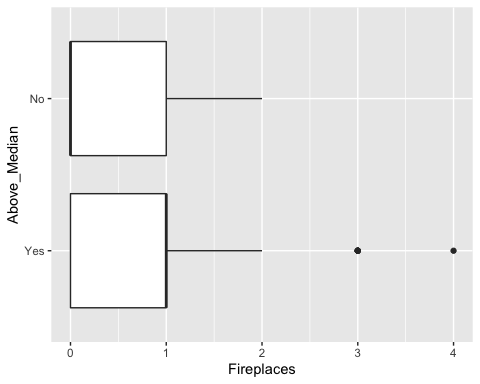 Above_Median
No
Yes
0 1 2 3 4
Fireplaces